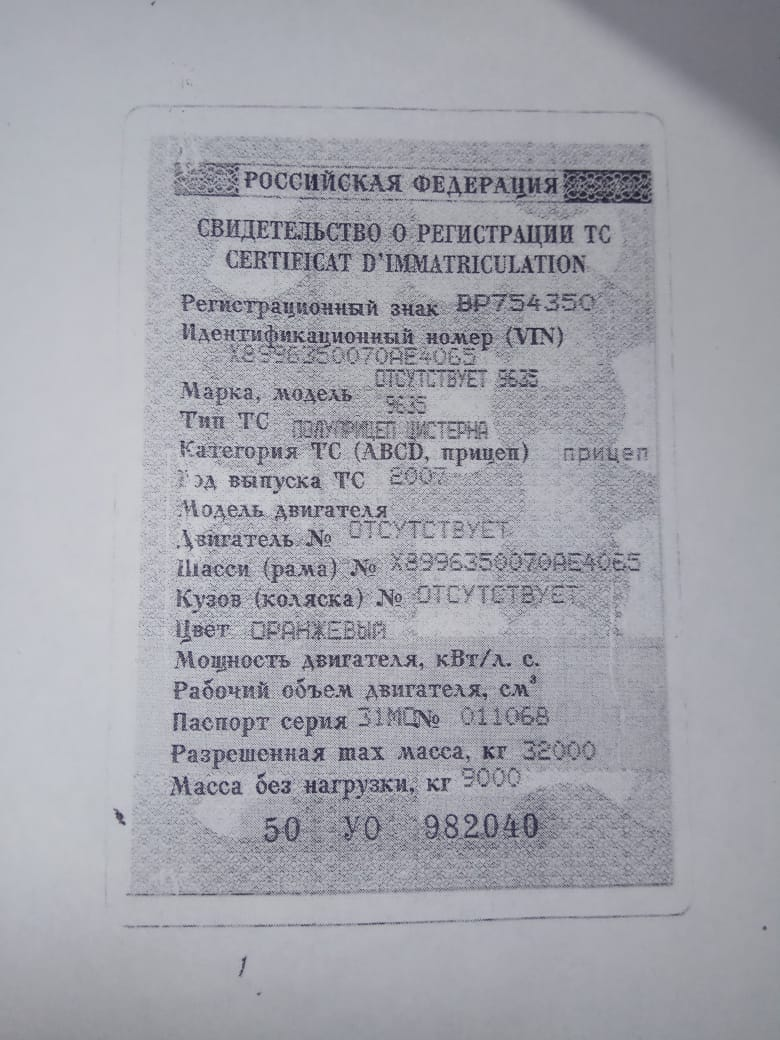 РОССИЙСКАЯ ФЕДЕРАЦИЯ
СВИДЕТЕЛЬСТВО О РЕГИСТРАЦИИ ТС
CERTIFICAT D'IMMATRICULATION
Регистрационный знак ВР754350
Идентификационный номер (VIN)
X8996350070AE4065
ОТСУТСТВУЕТ 9635
Марка, модель 9635
Тип ТС ПОЛУПРИЦЕП ЦИСТЕРНА
Категория ТС (ABCD, прицеп) прицеп
Год выпуска ТС 2007
Модель двигателя
Двигатель № ОТСУТСТВУЕТ
Шасси (рама) № X8996350070AE4065
Кузов (коляска) № ОТСУТСТВУЕТ
Цвет ОРАНЖЕВЫЙ
Мощность двигателя, кВт/л. с.
Рабочий объем двигателя, см³
Паспорт серия 31МО№ 011068
Разрешенная max масса, кг 32000
Масса без нагрузки, кг 9000
50 УО 982040
1